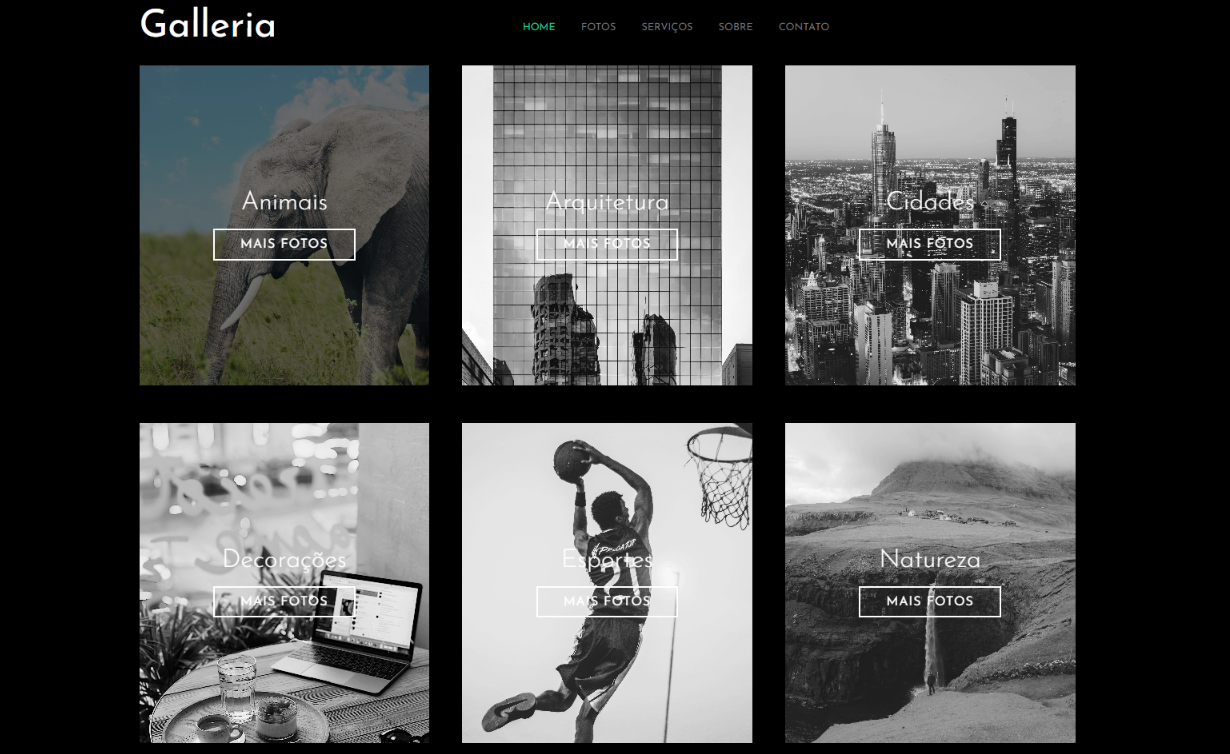 Galleria
HOME FOTOS SERVIÇOS SOBRE CONTATO
Animais
MAIS FOTOS
Arquitetura
MAIS FOTOS
Cidades
MAIS FOTOS
Decorações
MAIS FOTOS
Esportes
MAIS FOTOS
21
Natureza
MAIS FOTOS